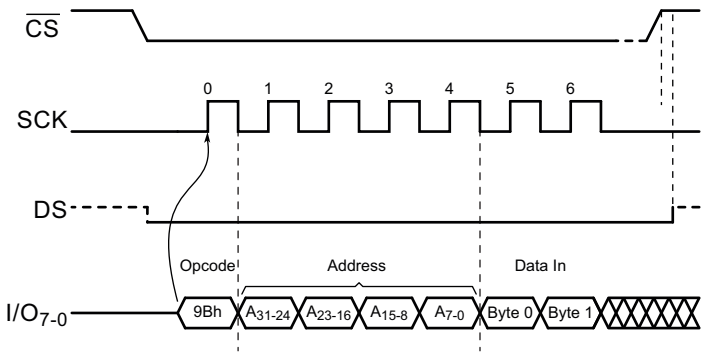 CS
0 1 2 3 4 5 6
SCK
DS
Opcode Address Data In
I/O7-0 9Bh A31-24 A23-16 A15-8 A7-0 Byte 0 Byte 1